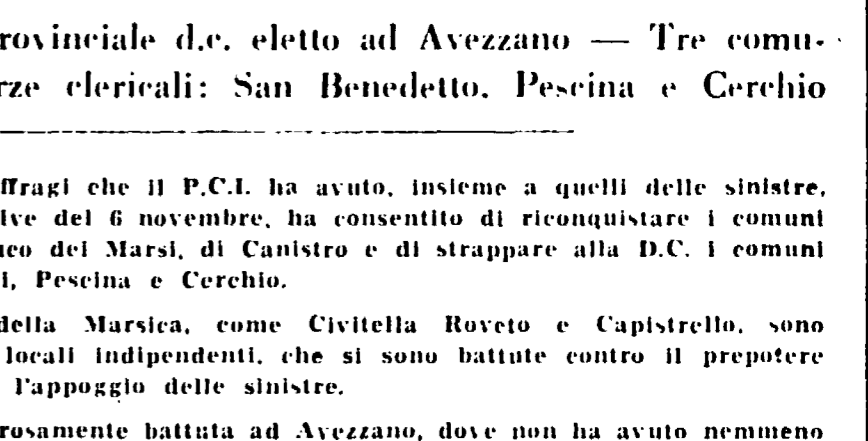 rovinciale d.c. eletto ad Avezzano — Tre comu-
rze clericali: San Benedetto, Pescina e Cerchio
ffragi che il P.C.I. ha avuto, insieme a quelli delle sinistre,
ive del 6 novembre, ha consentito di riconquistare i comuni
uco dei Marsi, di Canistro e di strappare alla D.C. i comuni
i, Pescina e Cerchio.
della Marsica, come Civitella Roveto e Capistrello, sono
locali indipendenti, che si sono battute contro il prepotere
l'appoggio delle sinistre.
rosamente battuta ad Avezzano, dove non ha avuto nemmeno